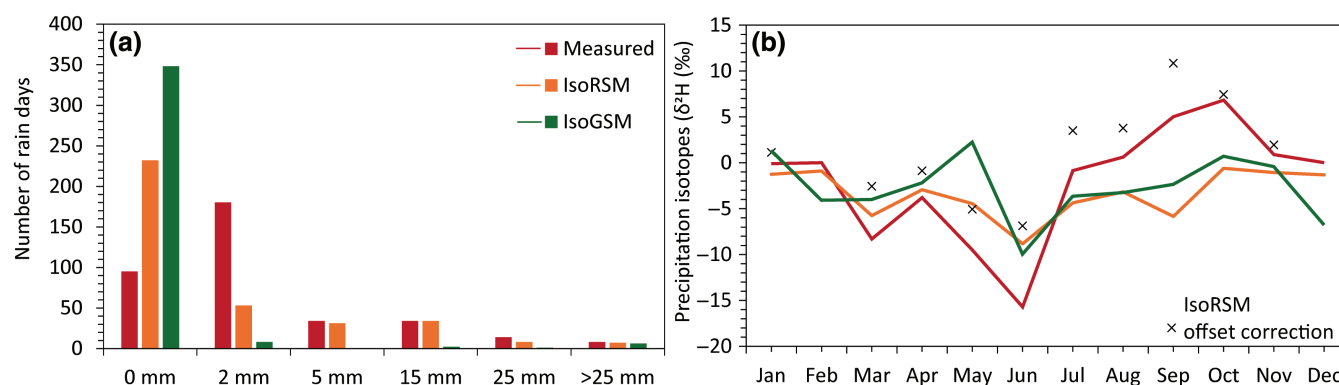 (a)
Number of rain days
400
350
300
250
200
150
100
50
0
0 mm 2 mm 5 mm 15 mm 25 mm >25 mm
Measured
IsoRSM
IsoGSM
(b)
Precipitation isotopes (δ²H (‰)
15
10
5
0
–5
–10
–15
–20
Jan Feb Mar Apr May Jun Jul Aug Sep Oct Nov Dec
IsoRSM
× offset correction